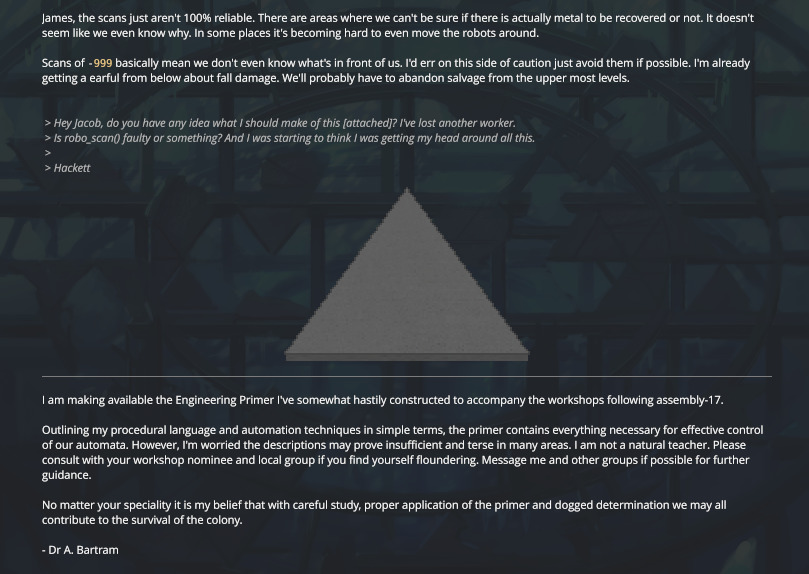 James, the scans just aren't 100% reliable. There are areas where we can't be sure if there is actually metal to be recovered or not. It doesn't
seem like we even know why. In some places it's becoming hard to even move the robots around.
Scans of -999 basically mean we don't even know what's in front of us. I'd err on this side of caution just avoid them if possible. I'm already
getting a earful from below about fall damage. We'll probably have to abandon salvage from the upper most levels.
> Hey Jacob, do you have any idea what I should make of this [attached]? I've lost another worker.
> Is robo_scan() faulty or something? And I was starting to think I was getting my head around all this.
>
> Hackett
I am making available the Engineering Primer I've somewhat hastily constructed to accompany the workshops following assembly-17.
Outlining my procedural language and automation techniques in simple terms, the primer contains everything necessary for effective control
of our automata. However, I'm worried the descriptions may prove insufficient and terse in many areas. I am not a natural teacher. Please
consult with your workshop nominee and local group if you find yourself floundering. Message me and other groups if possible for further
guidance.
No matter your speciality it is my belief that with careful study, proper application of the primer and dogged determination we may all
contribute to the survival of the colony.
- Dr A. Bartram